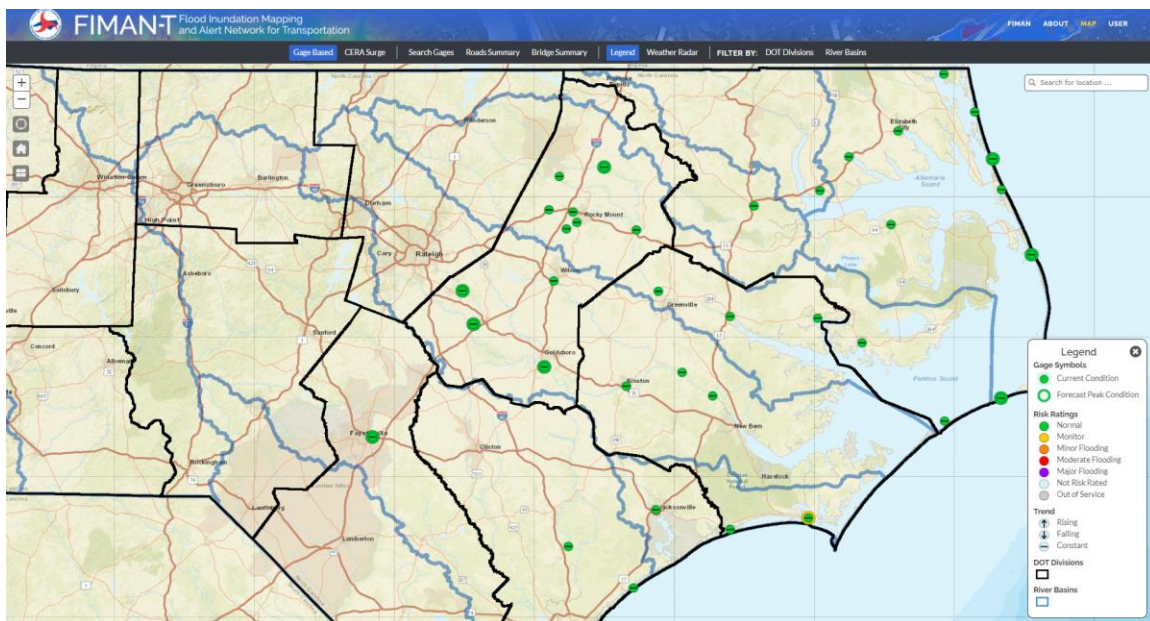 FIMAN-T
Flood Inundation Mapping
and Alert Network for Transportation
FIMAN ABOUT MAP USER
Gage Based CERA Surge Search Gages Roads Summary Bridge Summary Legend Weather Radar FILTER BY: DOT Divisions River Basins
+
−
Search for location ...
North Carolina
North Carolina
Henderson
Elizabeth
City
Greensboro
Burlington
Durham
Albemarle
Sound
High Point
Rocky Mount
Cary
Raleigh
Asheboro
Salisbury
Greenville
Sanford
Concord
Goldsboro
Pamlico Sound
Kinston
New Bern
Clinton
Rockingham
Havelock
Laurinburg
Lumberton
Legend
Gage Symbols
Current Condition
Forecast Peak Condition
Risk Ratings
Normal
Monitor
Minor Flooding
Moderate Flooding
Major Flooding
Not Risk Rated
Out of Service
Trend
Rising
Falling
Constant
DOT Divisions
River Basins